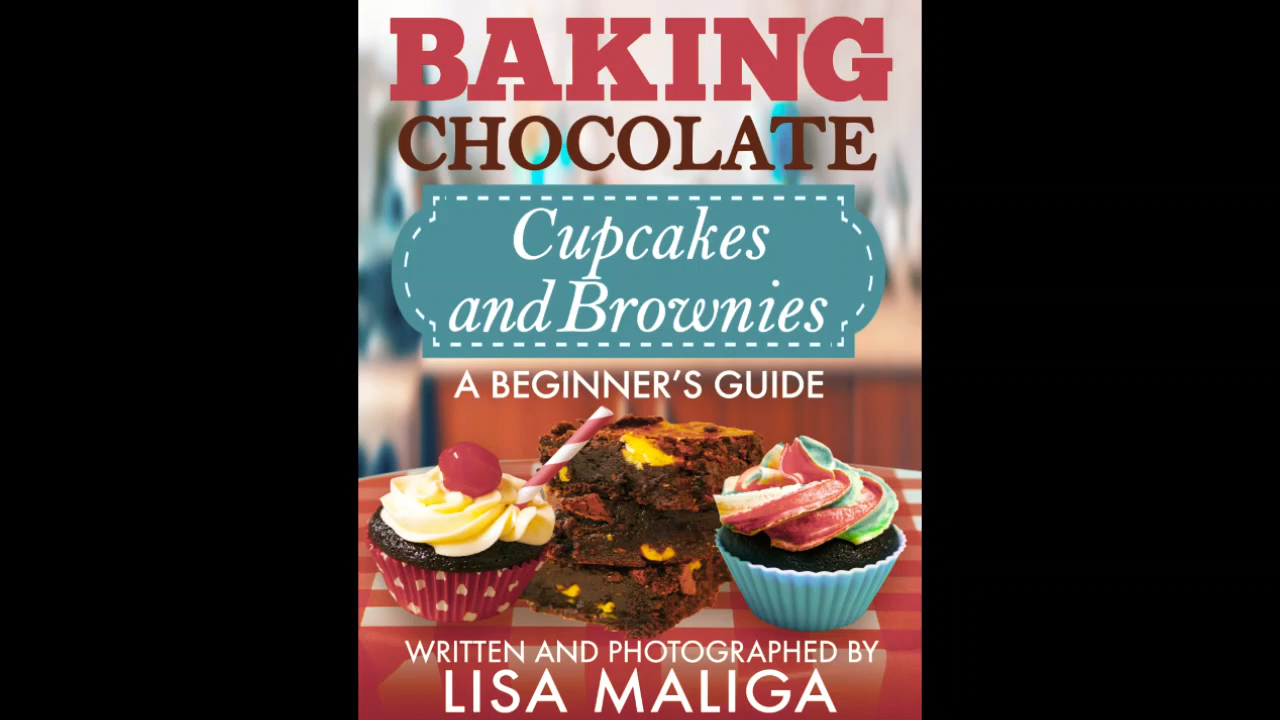 BAKING
CHOCOLATE
Cupcakes
and Brownies
A BEGINNER'S GUIDE
WRITTEN AND PHOTOGRAPHED BY
LISA MALIGA